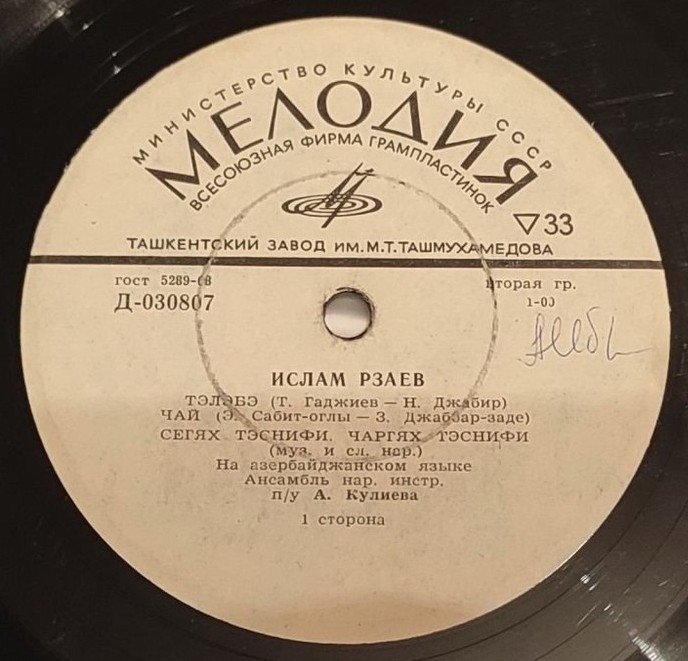 МИНИСТЕРСТВО КУЛЬТУРЫ СССР
МЕЛОДИЯ
ВСЕСОЮЗНАЯ ФИРМА ГРАМПЛАСТИНОК
33
ТАШКЕНТСКИЙ ЗАВОД ИМ. М.Т.ТАШМУХАМЕДОВА
гост 5289-68 вторая гр.
Д-030807 1-00
ИСЛАМ РЗАЕВ
ТЭЛЭБЭ (Т. Гаджиев — Н. Джабир)
ЧАЙ (Э. Сабит-оглы — З. Джаббар-заде)
СЕГЯХ ТЭСНИФИ, ЧАРГЯХ ТЭСНИФИ
(муз. и сл. нар.)
На азербайджанском языке
Ансамбль нар. инстр.
п/у А. Кулиева
1 сторона